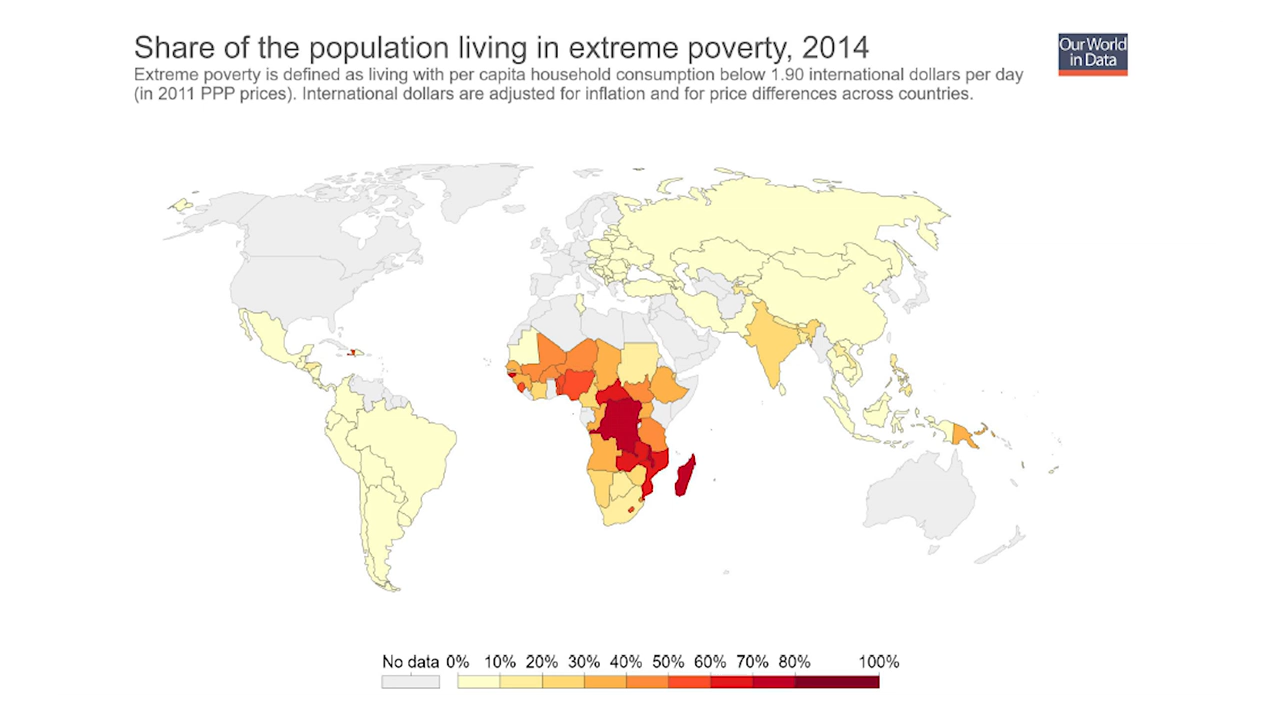 Share of the population living in extreme poverty, 2014
Our World
in Data
Extreme poverty is defined as living with per capita household consumption below 1.90 international dollars per day
(in 2011 PPP prices). International dollars are adjusted for inflation and for price differences across countries.
No data 0% 10% 20% 30% 40% 50% 60% 70% 80% 100%